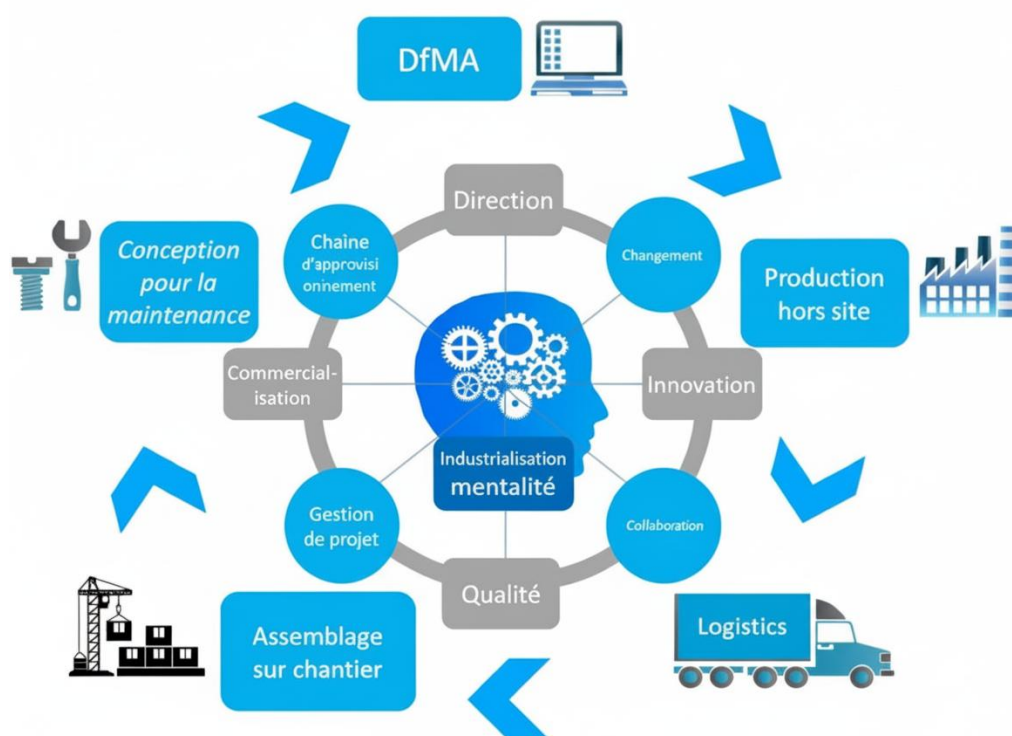 DfMA
Direction
Chaîne
d'approvisi
onnement
Changement
Conception
pour la
maintenance
Production
hors site
Commercial-
isation
Innovation
Industrialisation
mentalité
Gestion
de projet
Collaboration
Qualité
Assemblage
sur chantier
Logistics